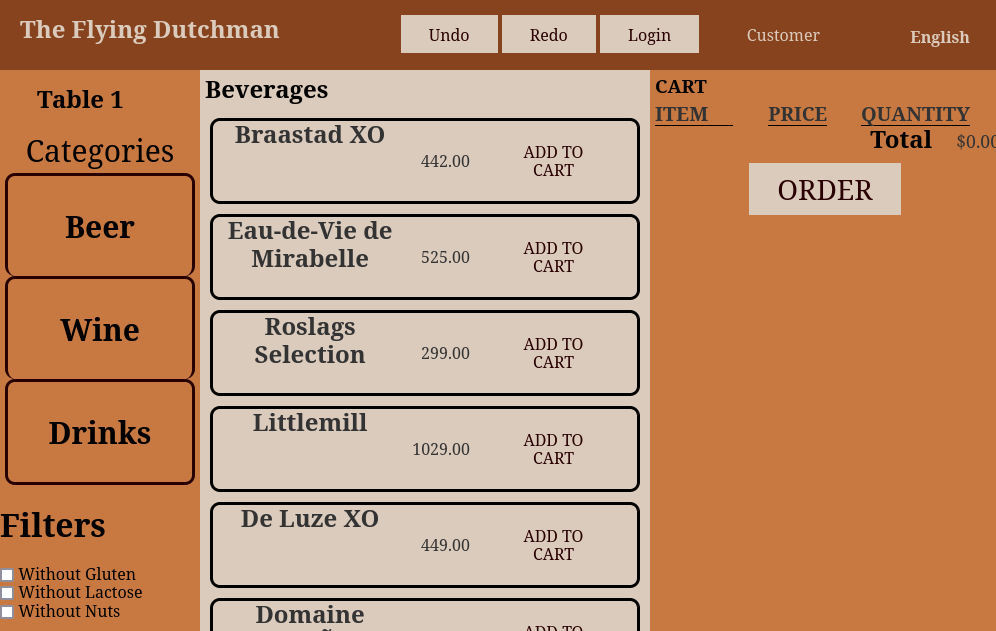 The Flying Dutchman
Undo
Redo
Login
Customer
English
Table 1
Categories
Beer
Wine
Drinks
Filters
Without Gluten
Without Lactose
Without Nuts
Beverages
Braastad XO
442.00
ADD TO
CART
Eau-de-Vie de
Mirabelle
525.00
ADD TO
CART
Roslags
Selection
299.00
ADD TO
CART
Littlemill
1029.00
ADD TO
CART
De Luze XO
449.00
ADD TO
CART
Domaine
ADD TO
CART
ITEM PRICE QUANTITY
Total $0.00
ORDER